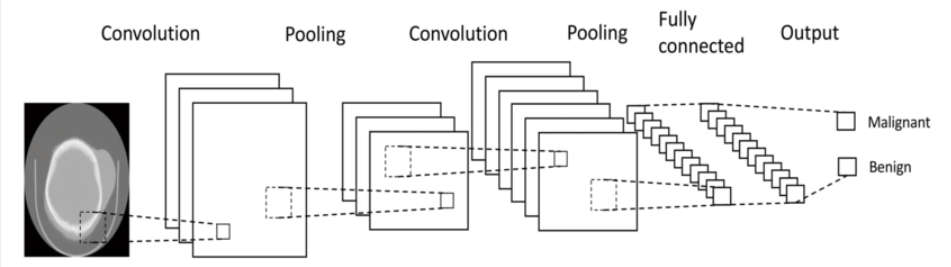 Convolution
Pooling
Convolution
Pooling
Fully
connected
Output
Malignant
Benign